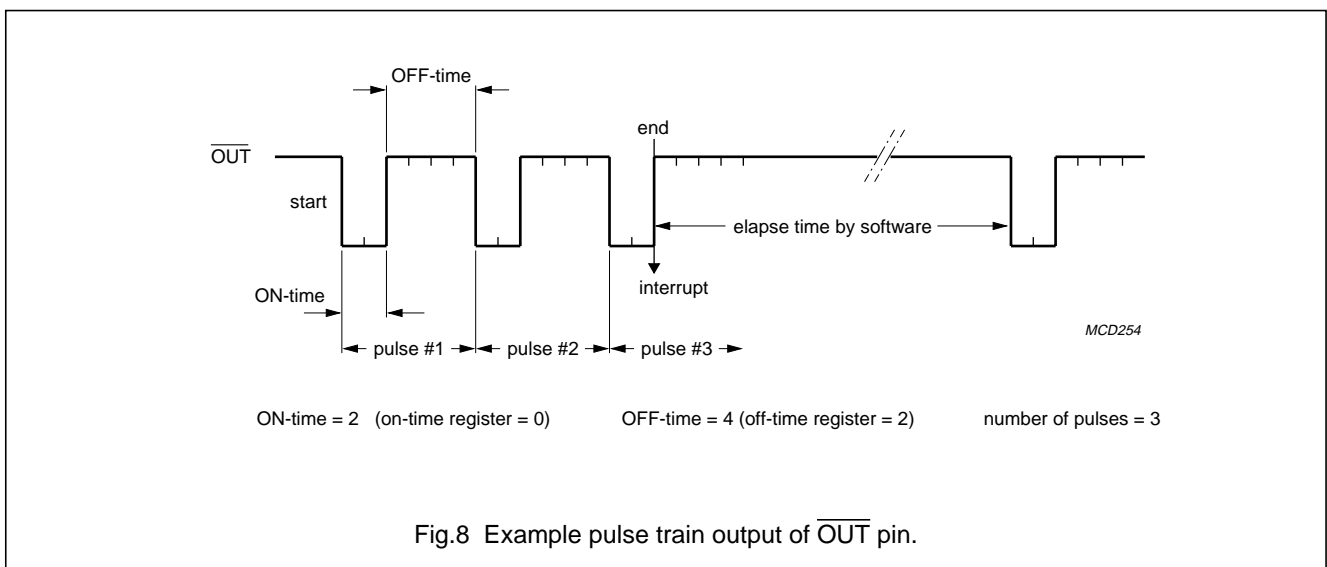 OFF-time
end
O̅U̅T̅
start
elapse time by software
interrupt
ON-time
MCD254
pulse #1
pulse #2
pulse #3
ON-time = 2 (on-time register = 0)
OFF-time = 4 (off-time register = 2)
number of pulses = 3
Fig.8 Example pulse train output of O̅U̅T̅ pin.